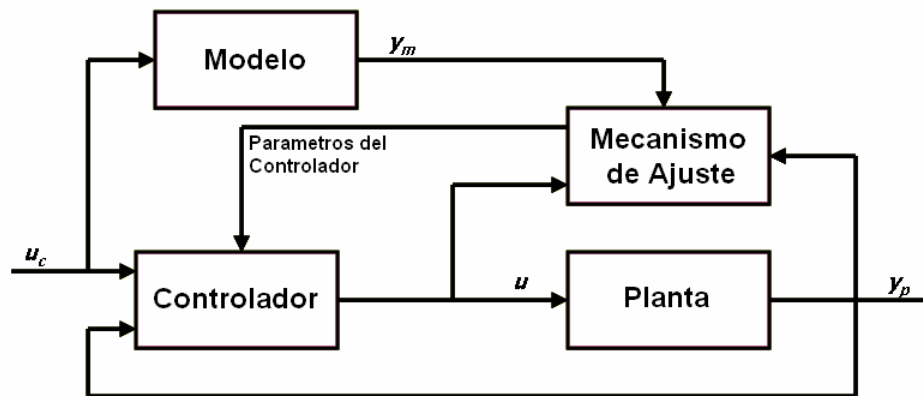 Modelo
y_m
Parametros del
Controlador
Mecanismo
de Ajuste
u_c
Controlador
u
Planta
y_p